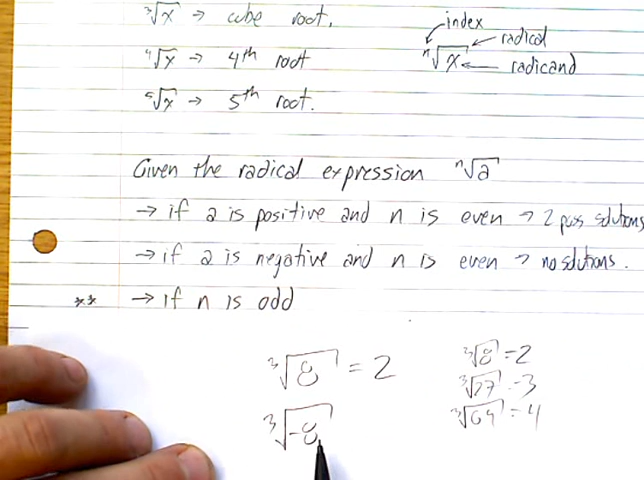 ∛x → cube root.
index
radical
∜x → 4th root
ⁿ√x ← radicand
⁵√x → 5th root.
Given the radical expression ⁿ√a
→ if a is positive and n is even → 2 poss solutions
→ if a is negative and n is even → no solutions.
** → if n is odd
∛8 = 2
∛8 = 2
∛27 = 3
∛64 = 4
∛-8